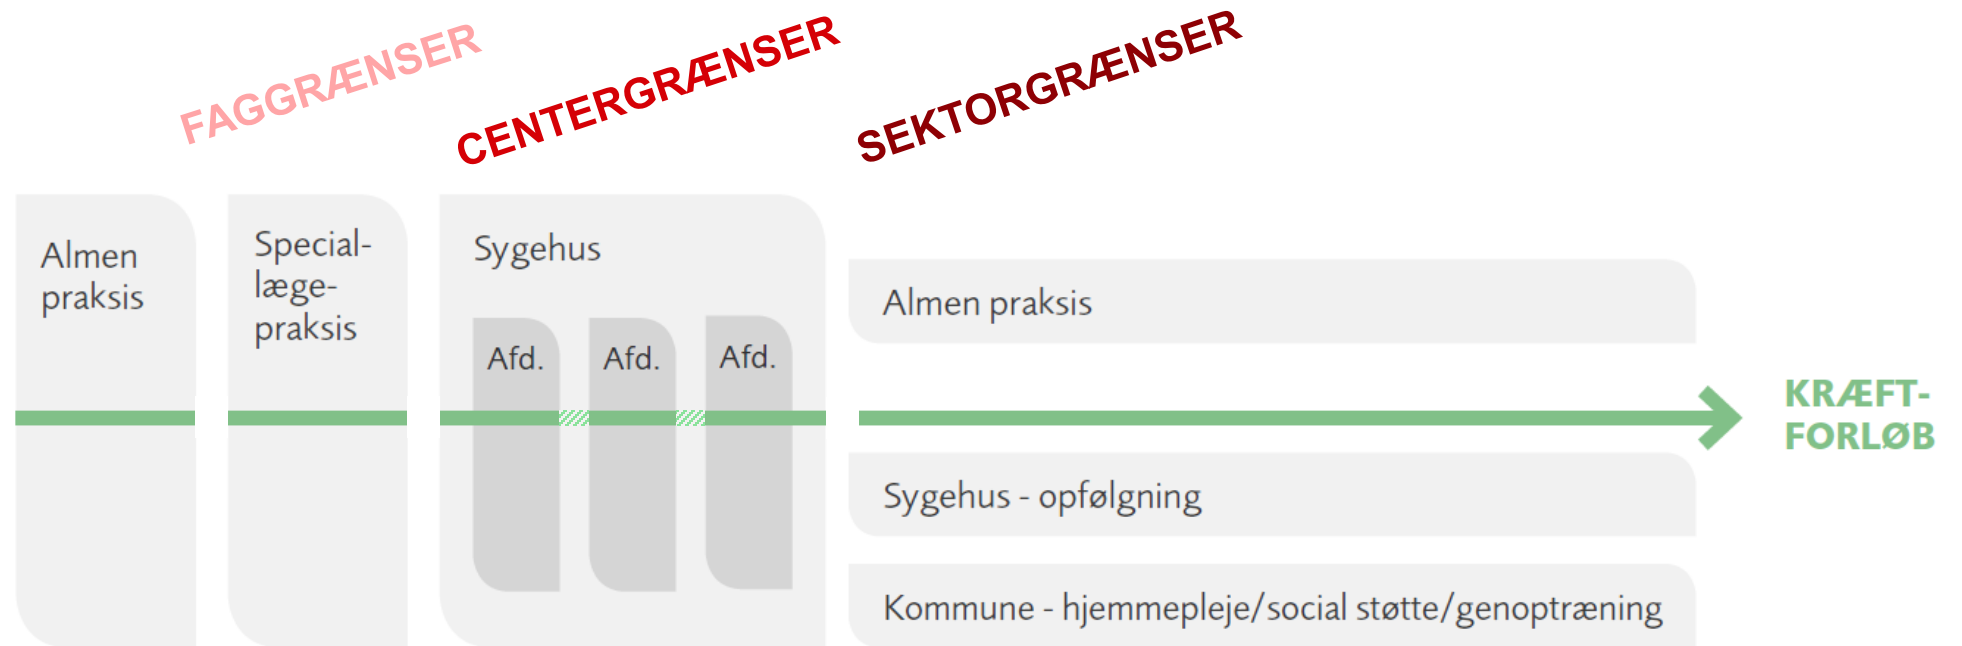 FAGGRÆNSER
CENTERGRÆNSER
SEKTORGRÆNSER
Almen
praksis
Special-
læge-
praksis
Sygehus
Afd.
Afd.
Afd.
Almen praksis
KRÆFT-
FORLØB
Sygehus - opfølgning
Kommune - hjemmepleje/social støtte/genoptræning